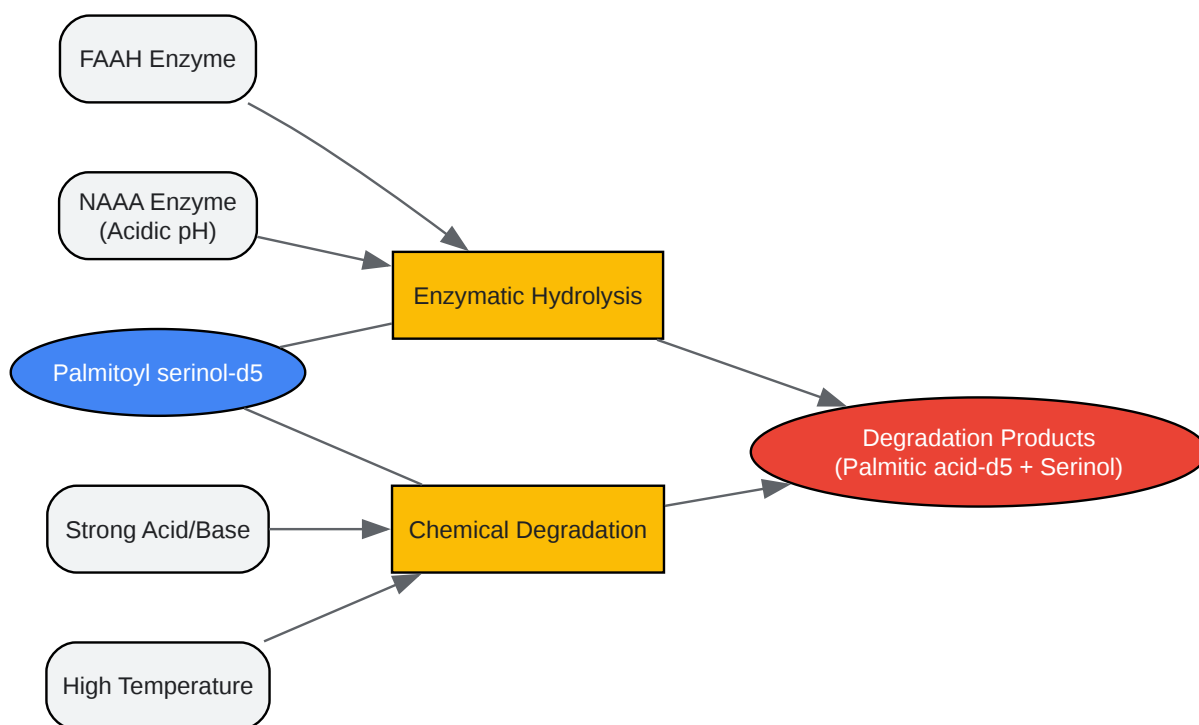 FAAH Enzyme
NAAA Enzyme
(Acidic pH)
Enzymatic Hydrolysis
Palmitoyl serinol-d5
Degradation Products
(Palmitic acid-d5 + Serinol)
Strong Acid/Base
Chemical Degradation
High Temperature